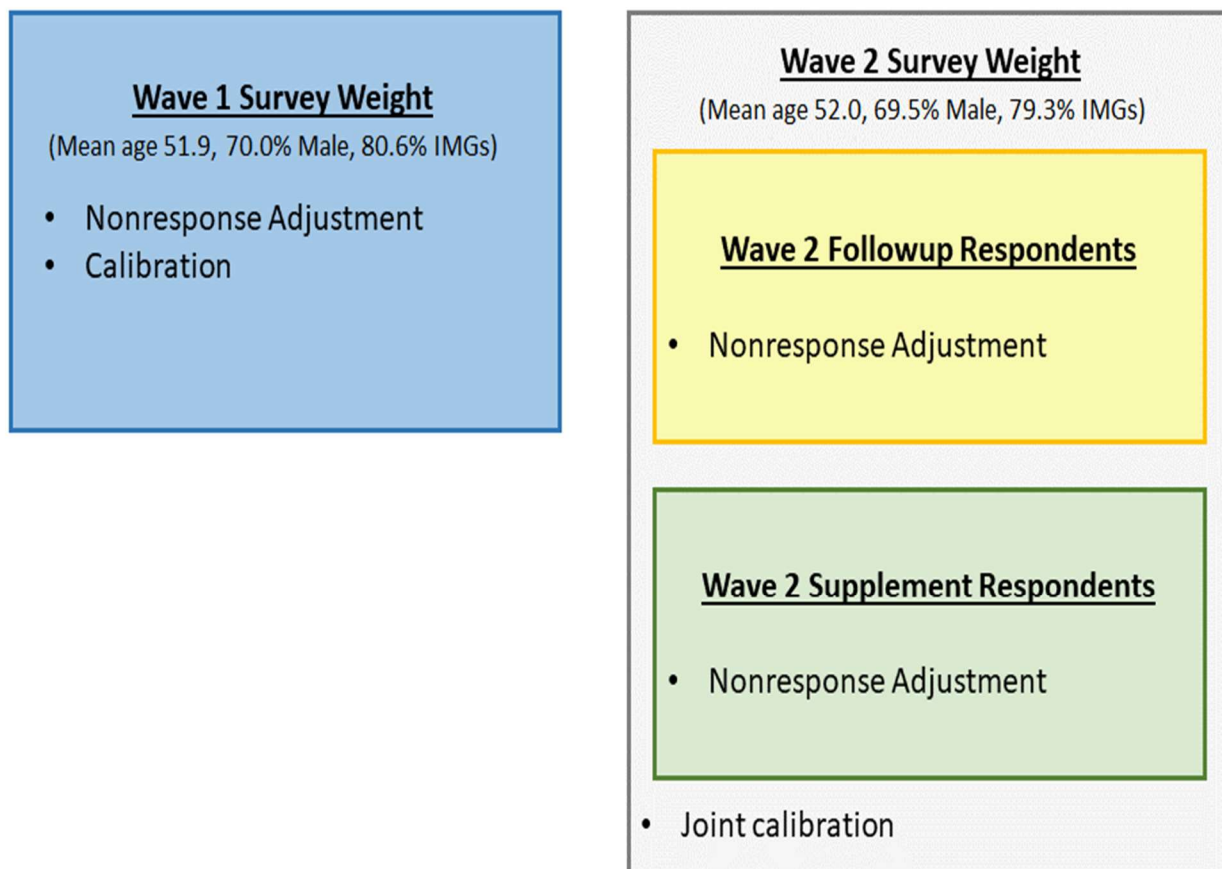 Wave 1 Survey Weight
(Mean age 51.9, 70.0% Male, 80.6% IMGs)
• Nonresponse Adjustment
• Calibration
Wave 2 Survey Weight
(Mean age 52.0, 69.5% Male, 79.3% IMGs)
Wave 2 Followup Respondents
• Nonresponse Adjustment
Wave 2 Supplement Respondents
• Nonresponse Adjustment
• Joint calibration